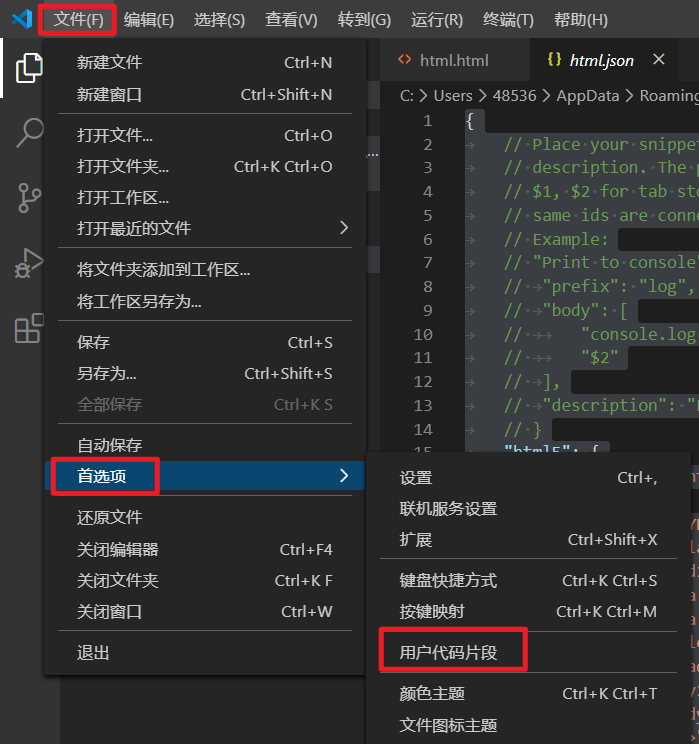 文件(F) 编辑(E) 选择(S) 查看(V) 转到(G) 运行(R) 终端(T) 帮助(H)
新建文件 Ctrl+N
新建窗口 Ctrl+Shift+N
打开文件... Ctrl+O
打开文件夹... Ctrl+K Ctrl+O
打开工作区...
打开最近的文件
将文件夹添加到工作区...
将工作区另存为...
保存 Ctrl+S
另存为... Ctrl+Shift+S
全部保存 Ctrl+K S
自动保存
首选项
还原文件
关闭编辑器 Ctrl+F4
关闭文件夹 Ctrl+K F
关闭窗口 Ctrl+W
退出
设置 Ctrl+,
联机服务设置
扩展 Ctrl+Shift+X
键盘快捷方式 Ctrl+K Ctrl+S
按键映射 Ctrl+K Ctrl+M
用户代码片段
颜色主题 Ctrl+K Ctrl+T
文件图标主题
<> html.html {} html.json ×
C: > Users > 48536 > AppData > Roaming
1 {
2 // Place your snippet
3 // description. The p
4 // $1, $2 for tab sto
5 // same ids are conne
6 // Example:
7 // "Print to console"
8 // "prefix": "log",
9 // "body": [
10 // "console.log
11 // "$2"
12 // ],
13 // "description": "
14 // }
15 "html5": {